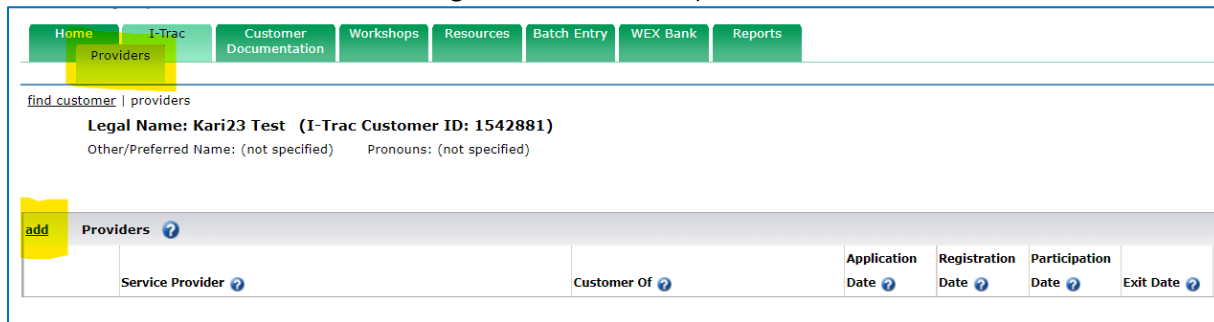 Home I-Trac Customer Documentation Workshops Resources Batch Entry WEX Bank Reports
Providers
find customer | providers
Legal Name: Kari23 Test (I-Trac Customer ID: 1542881)
Other/Preferred Name: (not specified) Pronouns: (not specified)
add Providers ?
Service Provider ? Customer Of ? Application Date ? Registration Date ? Participation Date ? Exit Date ?